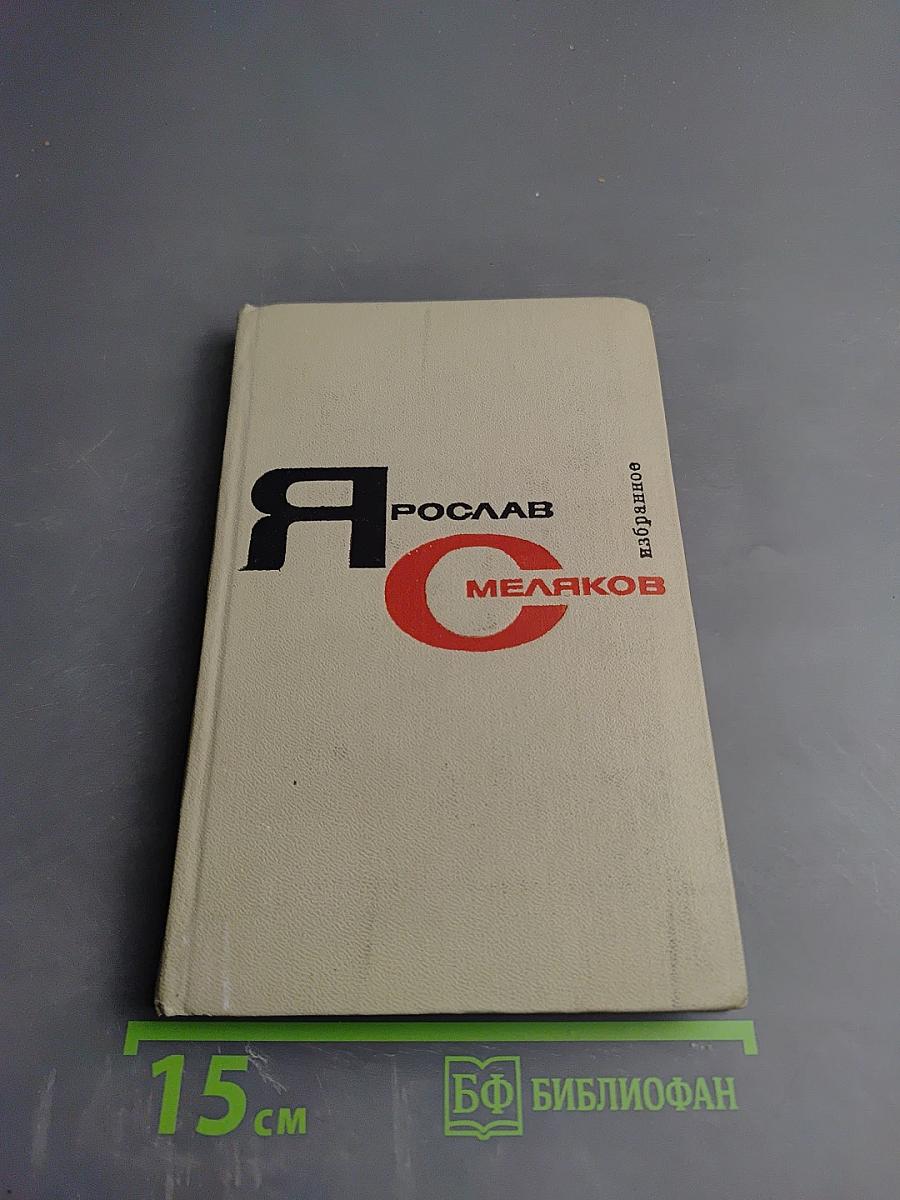 ЯРОСЛАВ
СМЕЛЯКОВ
избранное
15 см
БФ БИБЛИОФАН